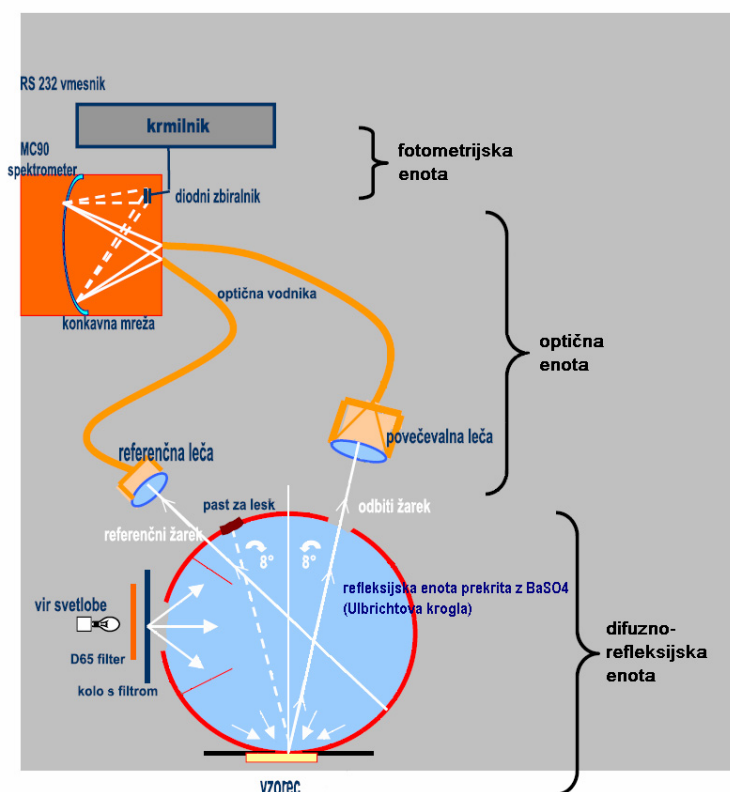 RS 232 vmesnik
krmilnik
fotometrijska
enota
MC90
spektrometer
diodni zbiralnik
optična vodnika
konkavna mreža
optična
enota
povečevalna leča
referenčna leča
past za lesk
odbiti žarek
referenčni žarek
8°
8°
refleksijska enota prekrita z BaSO4
(Ulbrichtova krogla)
vir svetlobe
difuzno-
refleksijska
enota
D65 filter
kolo s filtrom
vzorec